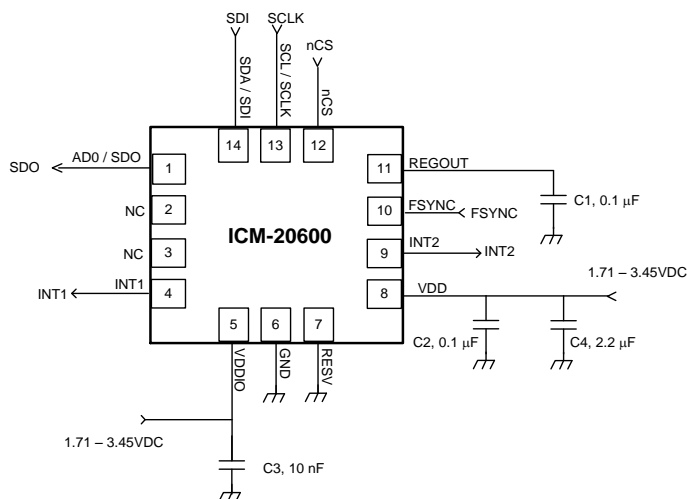 SDI
SCLK
nCS
SDA / SDI
SCL / SCLK
nCS
14
13
12
SDO
AD0 / SDO
1
11
REGOUT
C1, 0.1 μF
NC
2
10
FSYNC
FSYNC
ICM-20600
NC
3
9
INT2
INT2
INT1
INT1
4
8
VDD
1.71 – 3.45VDC
5
6
7
C2, 0.1 μF
C4, 2.2 μF
VDDIO
GND
RESV
1.71 – 3.45VDC
C3, 10 nF